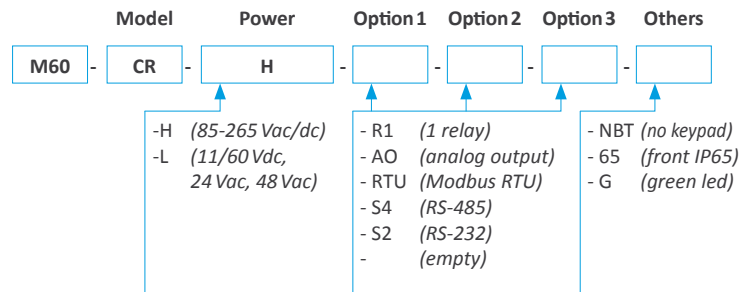 Model Power Option 1 Option 2 Option 3 Others
M60 - CR - H - - - -
-H (85-265 Vac/dc) - R1 (1 relay) - NBT (no keypad)
-L (11/60 Vdc, - AO (analog output) - 65 (front IP65)
24 Vac, 48 Vac) - RTU (Modbus RTU) - G (green led)
- S4 (RS-485)
- S2 (RS-232)
- (empty)